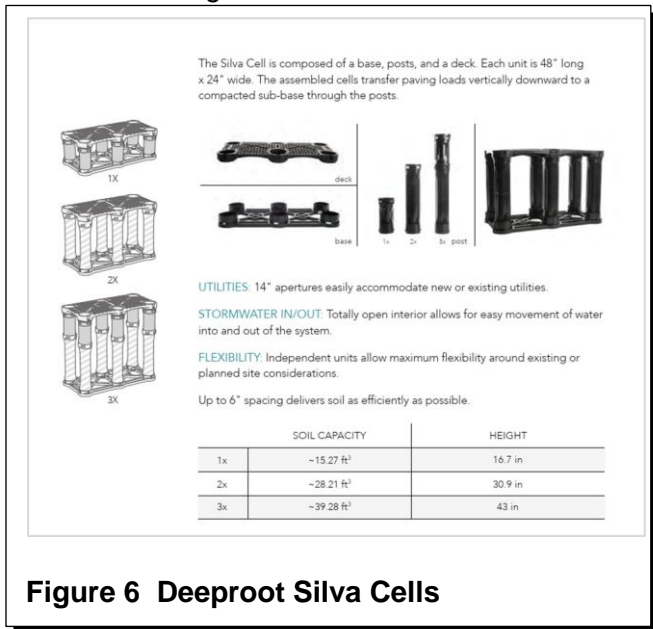 The Silva Cell is composed of a base, posts, and a deck. Each unit is 48" long
x 24" wide. The assembled cells transfer paving loads vertically downward to a
compacted sub-base through the posts.
1X
deck
base
1x 2x 3x post
2X
UTILITIES: 14" apertures easily accommodate new or existing utilities.
STORMWATER IN/OUT: Totally open interior allows for easy movement of water
into and out of the system.
FLEXIBILITY: Independent units allow maximum flexibility around existing or
planned site considerations.
3X
Up to 6" spacing delivers soil as efficiently as possible.
SOIL CAPACITY HEIGHT
1x ~15.27 ft³ 16.7 in
2x ~28.21 ft³ 30.9 in
3x ~39.28 ft³ 43 in
Figure 6 Deeproot Silva Cells